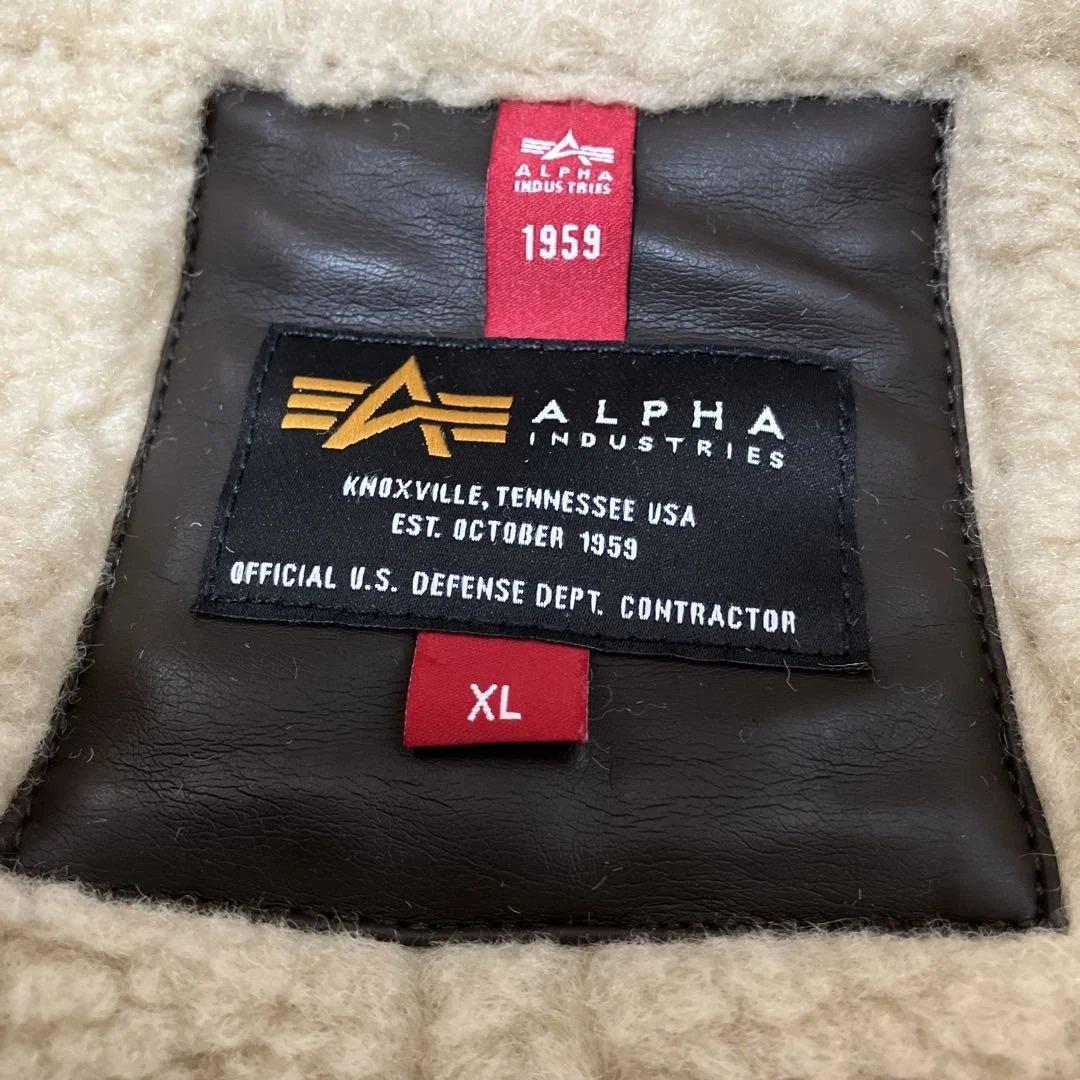 ALPHA
INDUSTRIES
1959
ALPHA
INDUSTRIES
KNOXVILLE, TENNESSEE USA
EST. OCTOBER 1959
OFFICIAL U.S. DEFENSE DEPT. CONTRACTOR
XL